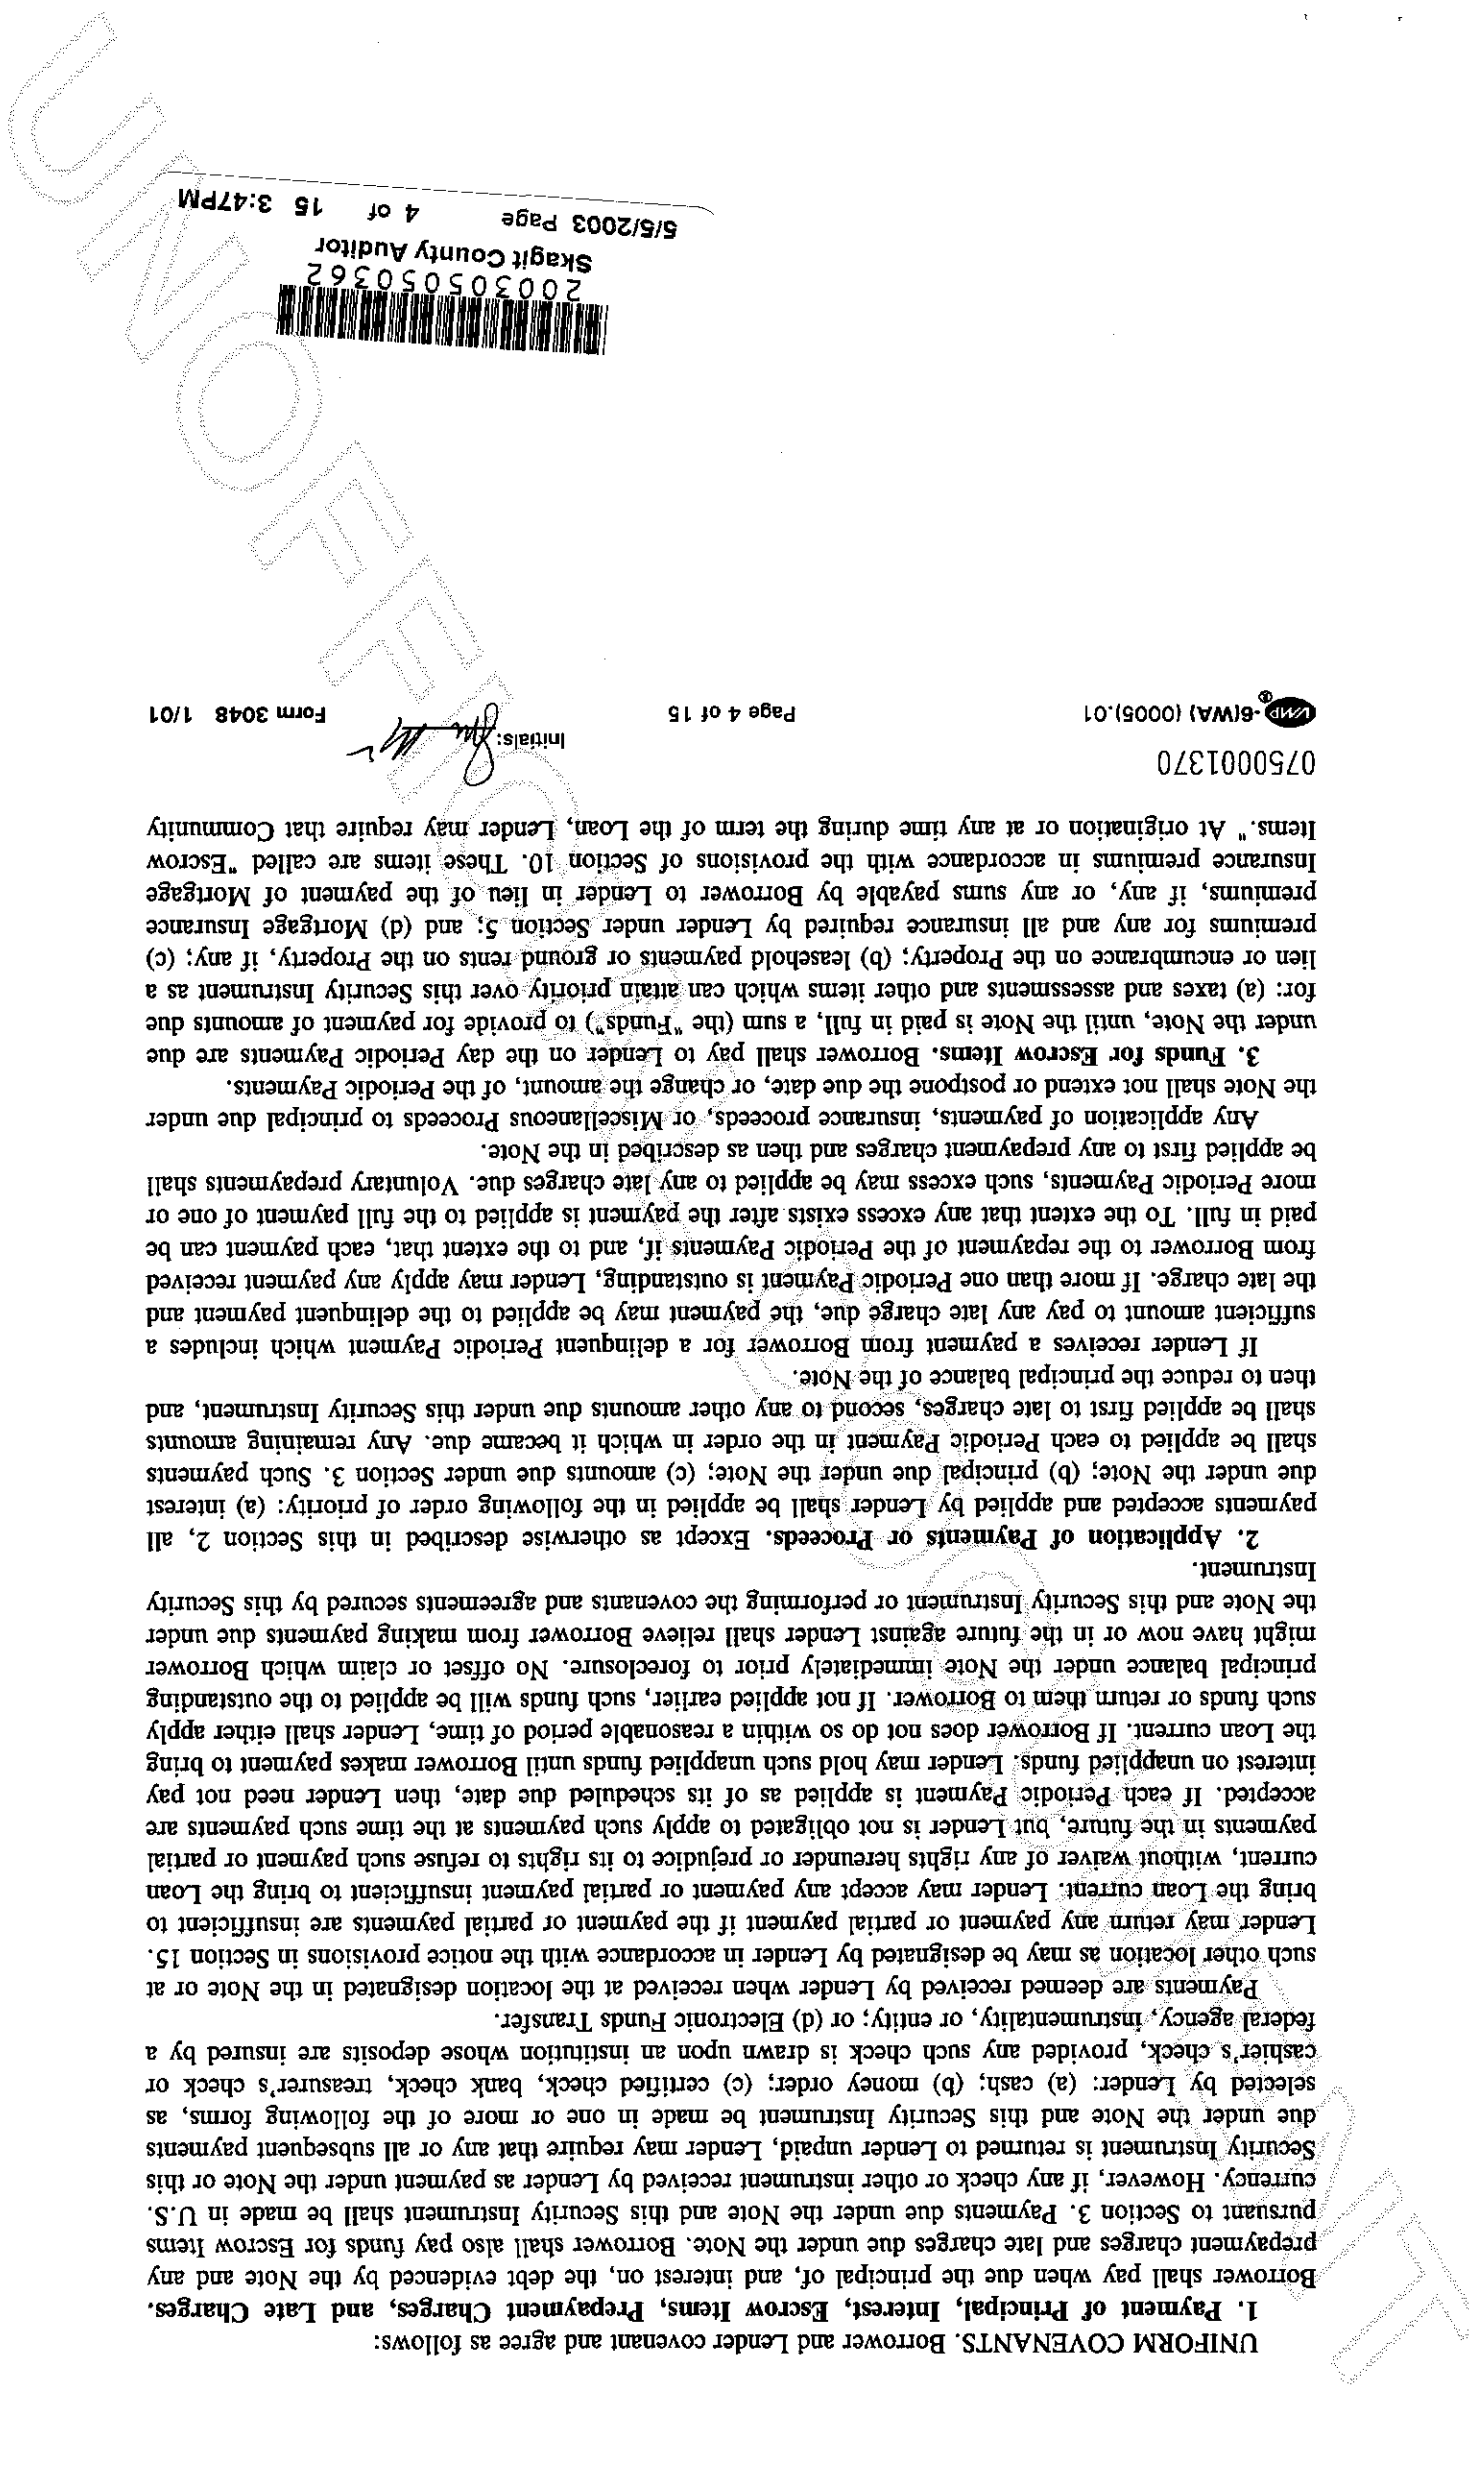 UNIFORM COVENANTS. Borrower and Lender covenant and agree as follows:
1. Payment of Principal, Interest, Escrow Items, Prepayment Charges, and Late Charges.
Borrower shall pay when due the principal of, and interest on, the debt evidenced by the Note and any
prepayment charges and late charges due under the Note. Borrower shall also pay funds for Escrow Items
pursuant to Section 3. Payments due under the Note and this Security Instrument shall be made in U.S.
currency. However, if any check or other instrument received by Lender as payment under the Note or this
Security Instrument is returned to Lender unpaid, Lender may require that any or all subsequent payments
due under the Note and this Security Instrument be made in one or more of the following forms, as
selected by Lender: (a) cash; (b) money order; (c) certified check, bank check, treasurer's check or
cashier's check, provided any such check is drawn upon an institution whose deposits are insured by a
federal agency, instrumentality, or entity; or (d) Electronic Funds Transfer.
Payments are deemed received by Lender when received at the location designated in the Note or at
such other location as may be designated by Lender in accordance with the notice provisions in Section 15.
Lender may return any payment or partial payment if the payment or partial payments are insufficient to
bring the Loan current. Lender may accept any payment or partial payment insufficient to bring the Loan
current, without waiver of any rights hereunder or prejudice to its rights to refuse such payment or partial
payments in the future, but Lender is not obligated to apply such payments at the time such payments are
accepted. If each Periodic Payment is applied as of its scheduled due date, then Lender need not pay
interest on unapplied funds. Lender may hold such unapplied funds until Borrower makes payment to bring
the Loan current. If Borrower does not do so within a reasonable period of time, Lender shall either apply
such funds or return them to Borrower. If not applied earlier, such funds will be applied to the outstanding
principal balance under the Note immediately prior to foreclosure. No offset or claim which Borrower
might have now or in the future against Lender shall relieve Borrower from making payments due under
the Note and this Security Instrument or performing the covenants and agreements secured by this Security
Instrument.
2. Application of Payments or Proceeds. Except as otherwise described in this Section 2, all
payments accepted and applied by Lender shall be applied in the following order of priority: (a) interest
due under the Note; (b) principal due under the Note; (c) amounts due under Section 3. Such payments
shall be applied to each Periodic Payment in the order in which it became due. Any remaining amounts
shall be applied first to late charges, second to any other amounts due under this Security Instrument, and
then to reduce the principal balance of the Note.
If Lender receives a payment from Borrower for a delinquent Periodic Payment which includes a
sufficient amount to pay any late charge due, the payment may be applied to the delinquent payment and
the late charge. If more than one Periodic Payment is outstanding, Lender may apply any payment received
from Borrower to the repayment of the Periodic Payments if, and to the extent that, each payment can be
paid in full. To the extent that any excess exists after the payment is applied to the full payment of one or
more Periodic Payments, such excess may be applied to any late charges due. Voluntary prepayments shall
be applied first to any prepayment charges and then as described in the Note.
Any application of payments, insurance proceeds, or Miscellaneous Proceeds to principal due under
the Note shall not extend or postpone the due date, or change the amount, of the Periodic Payments.
3. Funds for Escrow Items. Borrower shall pay to Lender on the day Periodic Payments are due
under the Note, until the Note is paid in full, a sum (the "Funds") to provide for payment of amounts due
for: (a) taxes and assessments and other items which can attain priority over this Security Instrument as a
lien or encumbrance on the Property; (b) leasehold payments or ground rents on the Property, if any; (c)
premiums for any and all insurance required by Lender under Section 5; and (d) Mortgage Insurance
premiums, if any, or any sums payable by Borrower to Lender in lieu of the payment of Mortgage
Insurance premiums in accordance with the provisions of Section 10. These items are called "Escrow
Items." At origination or at any time during the term of the Loan, Lender may require that Community
0750001370
Initials:
VMP®-6(WA) (0005).01 Page 4 of 15 Form 3048 1/01
200305050362
Skagit County Auditor
5/5/2003 Page 4 of 15 3:47PM
UNOFFICIAL DOCUMENT